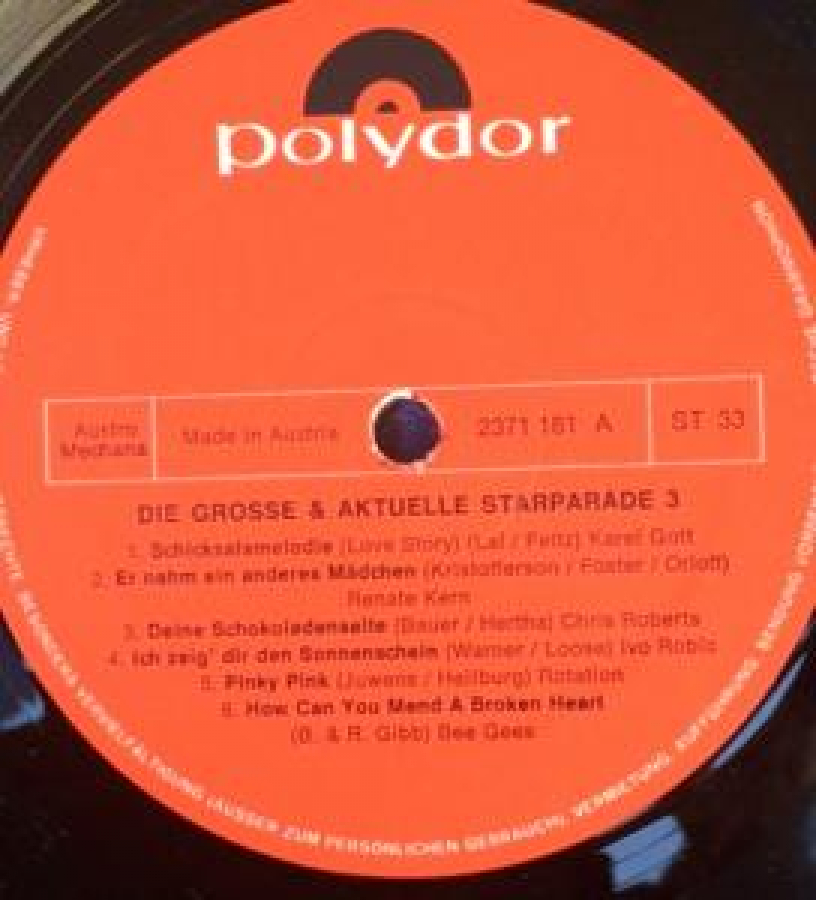 polydor
Austro
Mechana
Made in Austria
2371 181 A
ST 33
DIE GROSSE & AKTUELLE STARPARADE 3
1. Schicksalsmelodie (Love Story) (Lai / Feltz) Karel Gott
2. Er nahm ein anderes Mädchen (Kristofferson / Foster / Orloff)
Renate Kern
3. Deine Schokoladenseite (Bauer / Hertha) Chris Roberts
4. Ich zeig' dir den Sonnenschein (Warner / Loose) Ivo Robic
5. Pinky Pink (Juwens / Heilburg) Rotation
6. How Can You Mend A Broken Heart
(B. & R. Gibb) Bee Gees
VERVIELFÄLTIGUNG (AUSSER ZUM PERSÖNLICHEN GEBRAUCH), VERMIETUNG, AUFFÜHRUNG, SENDUNG